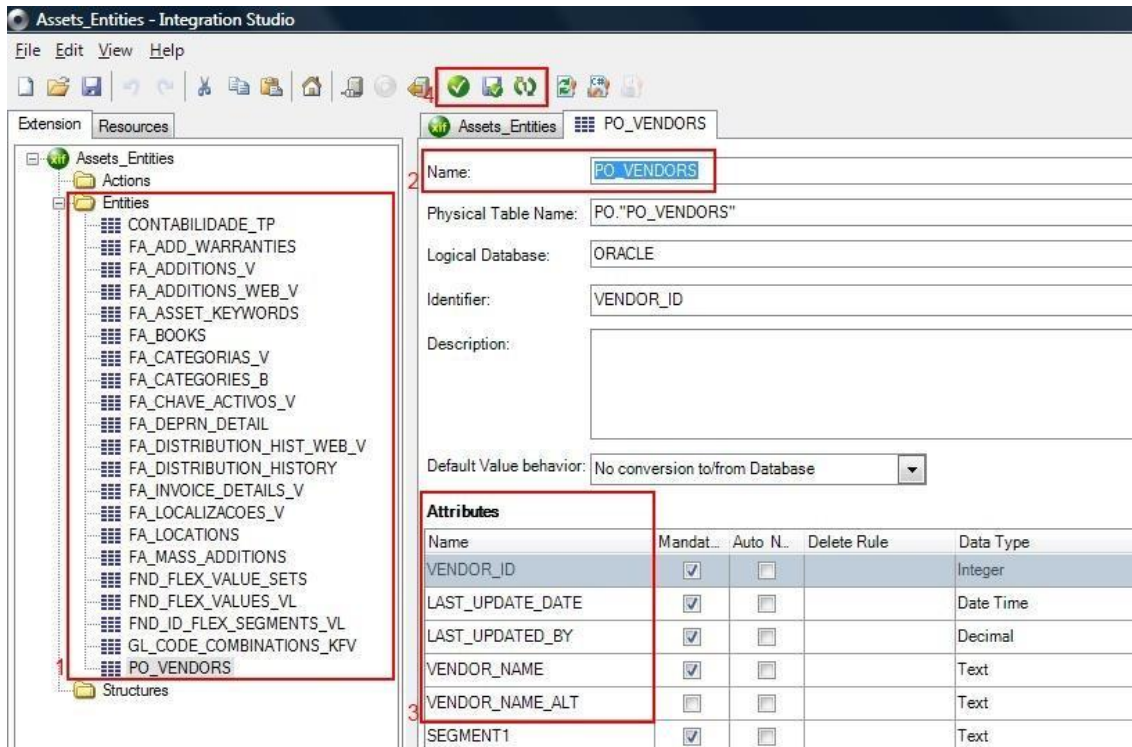 Assets_Entities - Integration Studio
File Edit View Help
4
Extension Resources
Assets_Entities
Actions
Entities
CONTABILIDADE_TP
FA_ADD_WARRANTIES
FA_ADDITIONS_V
FA_ADDITIONS_WEB_V
FA_ASSET_KEYWORDS
FA_BOOKS
FA_CATEGORIAS_V
FA_CATEGORIES_B
FA_CHAVE_ACTIVOS_V
FA_DEPRN_DETAIL
FA_DISTRIBUTION_HIST_WEB_V
FA_DISTRIBUTION_HISTORY
FA_INVOICE_DETAILS_V
FA_LOCALIZACOES_V
FA_LOCATIONS
FA_MASS_ADDITIONS
FND_FLEX_VALUE_SETS
FND_FLEX_VALUES_VL
FND_ID_FLEX_SEGMENTS_VL
GL_CODE_COMBINATIONS_KFV
1 PO_VENDORS
Structures
xif Assets_Entities PO_VENDORS
2 Name: PO_VENDORS
Physical Table Name: PO."PO_VENDORS"
Logical Database: ORACLE
Identifier: VENDOR_ID
Description:
Default Value behavior: No conversion to/from Database
Attributes
Name Mandat... Auto N... Delete Rule Data Type
VENDOR_ID Integer
LAST_UPDATE_DATE Date Time
LAST_UPDATED_BY Decimal
VENDOR_NAME Text
3 VENDOR_NAME_ALT Text
SEGMENT1 Text